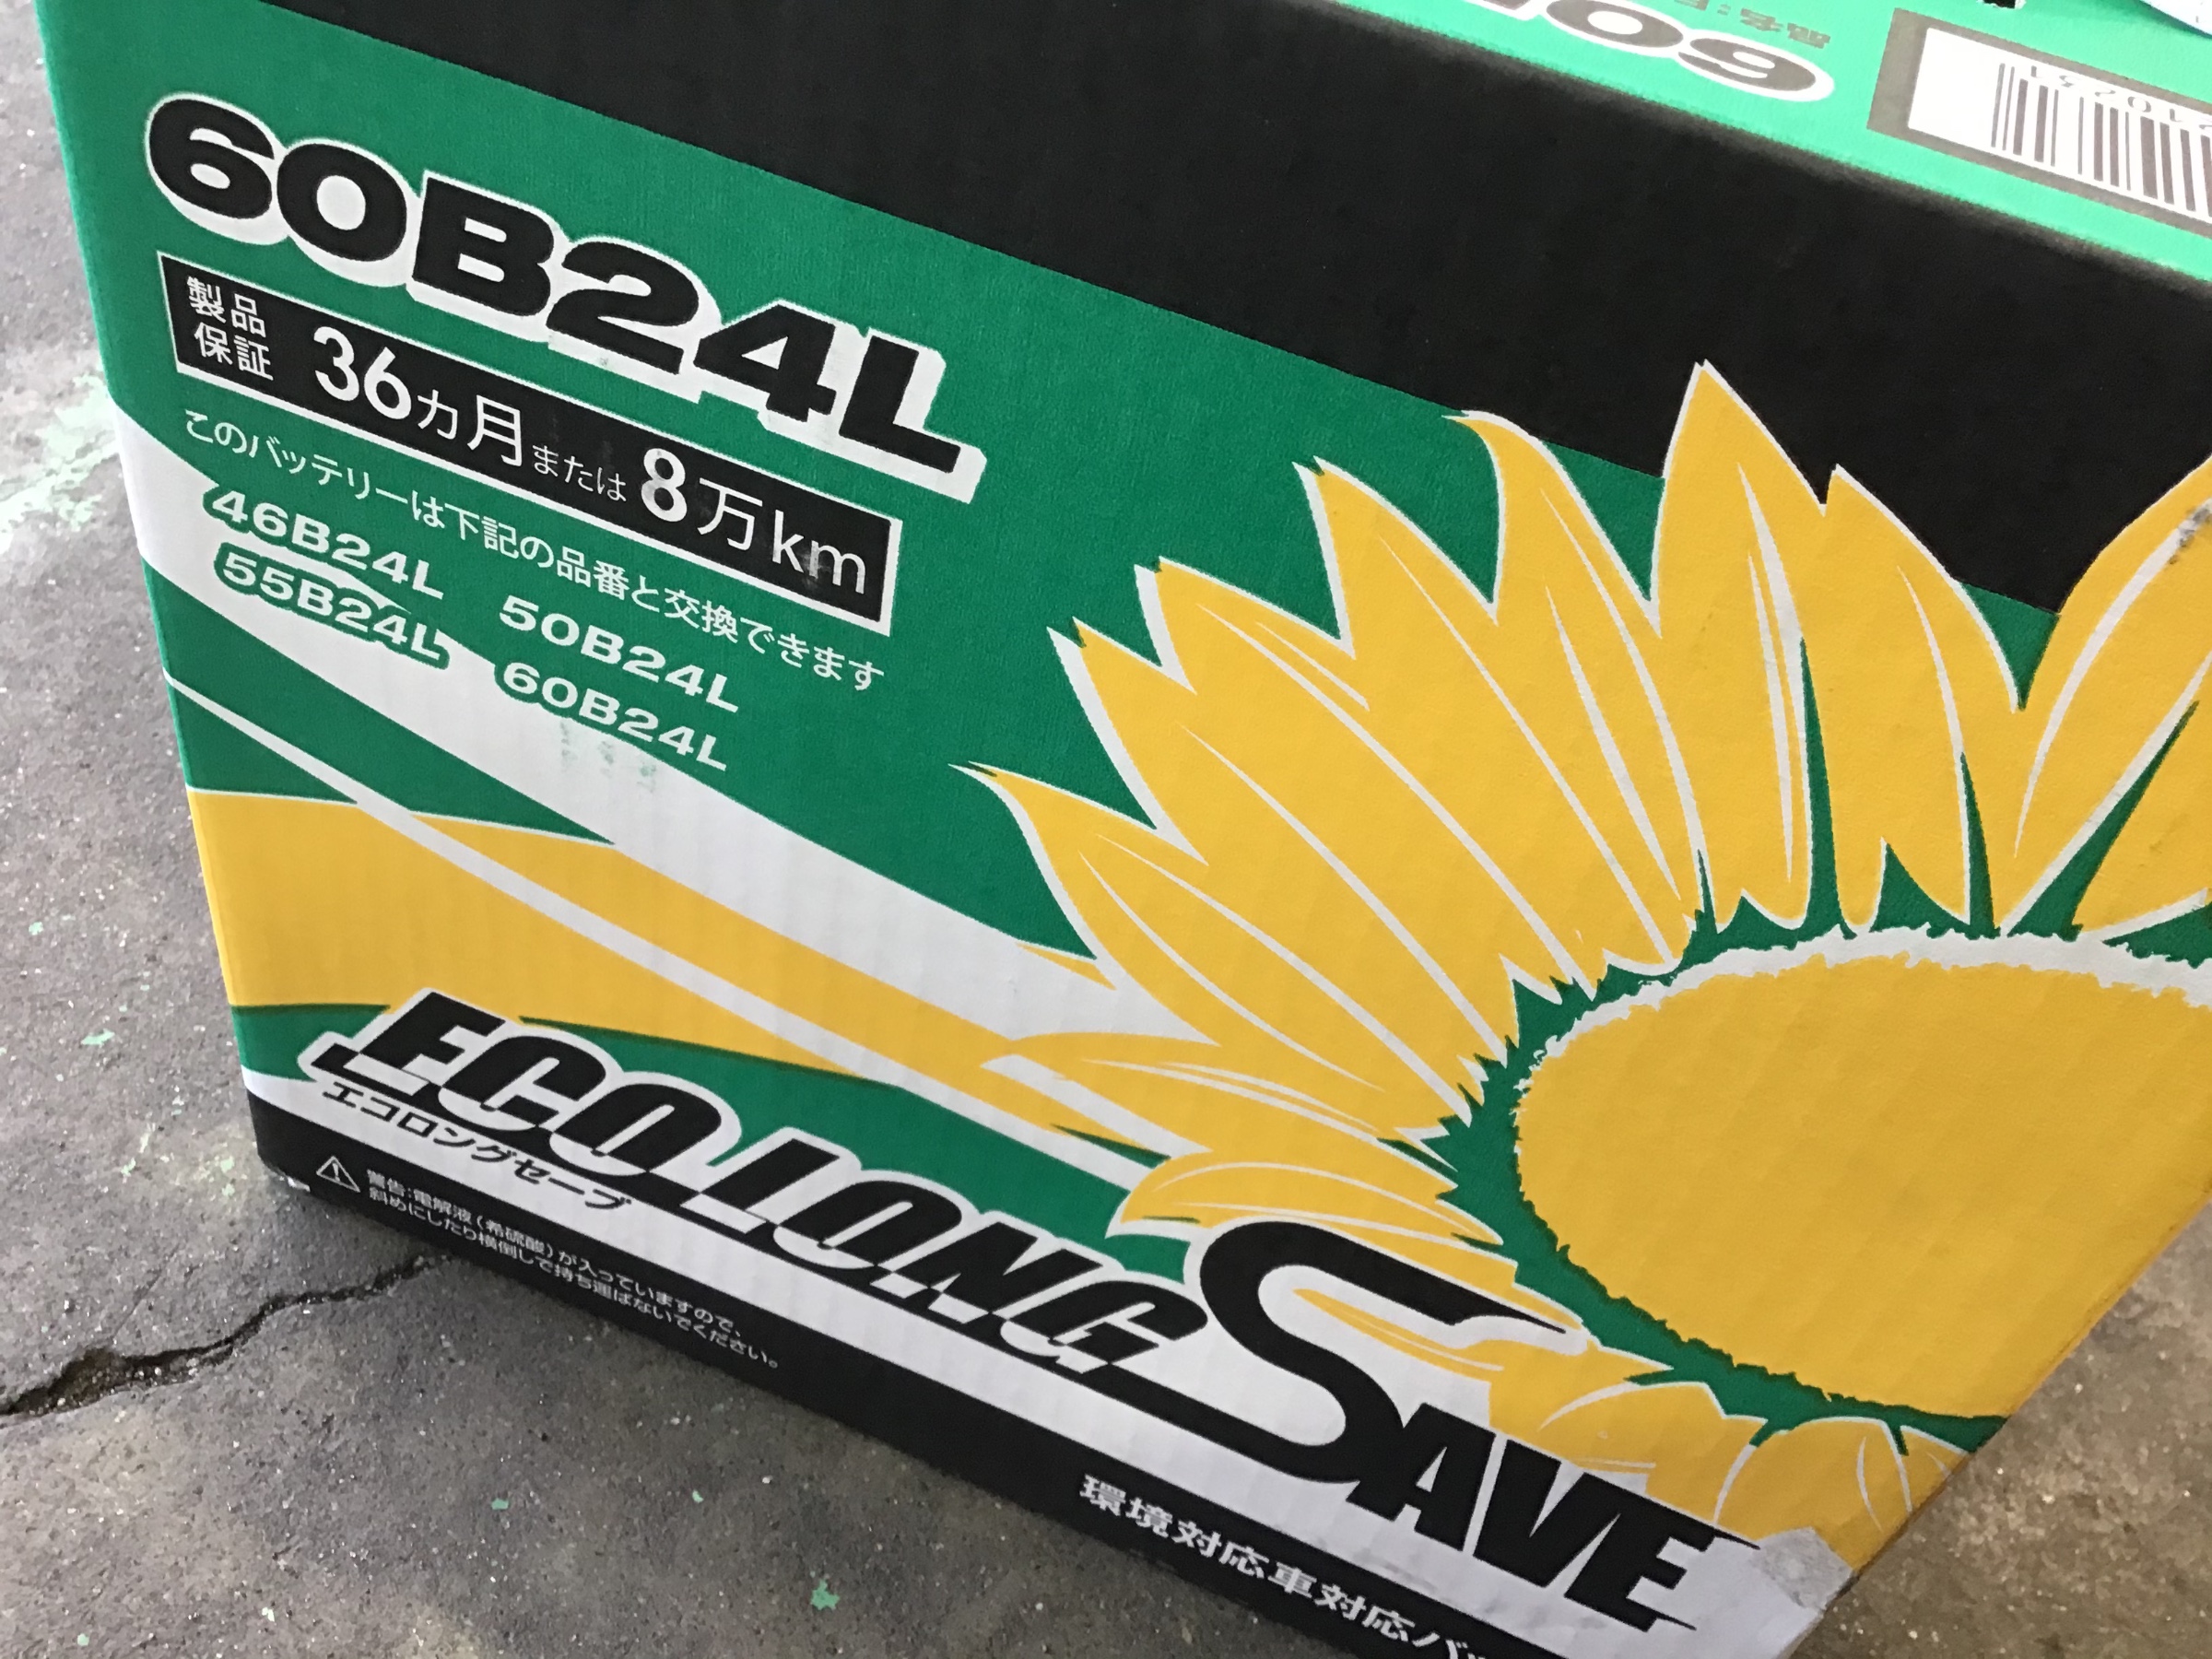 60B24L
製品保証 36ヵ月または8万km
このバッテリーは下記の品番と交換できます
46B24L 50B24L
55B24L 60B24L
ECO LONG SAVE
エコロングセーブ
警告:電解液(希硫酸)が入っていますので、
斜めにしたり横倒しで持ち運ばないでください。
環境対応車対応バッ